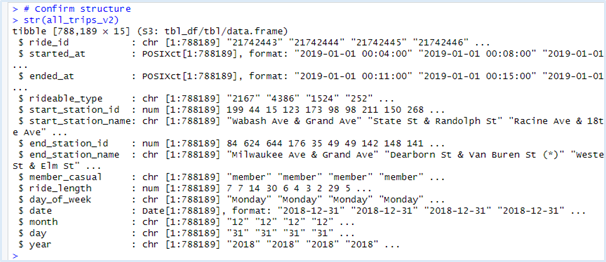 > # Confirm structure
> str(all_trips_v2)
tibble [788,189 × 15] (S3: tbl_df/tbl/data.frame)
$ ride_id : chr [1:788189] "21742443" "21742444" "21742445" "21742446" ...
$ started_at : POSIXct[1:788189], format: "2019-01-01 00:04:00" "2019-01-01 00:08:00" "2019-01-01
...
$ ended_at : POSIXct[1:788189], format: "2019-01-01 00:11:00" "2019-01-01 00:15:00" "2019-01-01
...
$ rideable_type : chr [1:788189] "2167" "4386" "1524" "252" ...
$ start_station_id : num [1:788189] 199 44 15 123 173 98 98 211 150 268 ...
$ start_station_name: chr [1:788189] "Wabash Ave & Grand Ave" "State St & Randolph St" "Racine Ave & 18t
e Ave" ...
$ end_station_id : num [1:788189] 84 624 644 176 35 49 49 142 148 141 ...
$ end_station_name : chr [1:788189] "Milwaukee Ave & Grand Ave" "Dearborn St & Van Buren St (*)" "Weste
St & Elm St" ...
$ member_casual : chr [1:788189] "member" "member" "member" "member" ...
$ ride_length : num [1:788189] 7 7 14 30 6 4 3 2 29 5 ...
$ day_of_week : chr [1:788189] "Monday" "Monday" "Monday" "Monday" ...
$ date : Date[1:788189], format: "2018-12-31" "2018-12-31" "2018-12-31" "2018-12-31" ...
$ month : chr [1:788189] "12" "12" "12" "12" ...
$ day : chr [1:788189] "31" "31" "31" "31" ...
$ year : chr [1:788189] "2018" "2018" "2018" "2018" ...
>